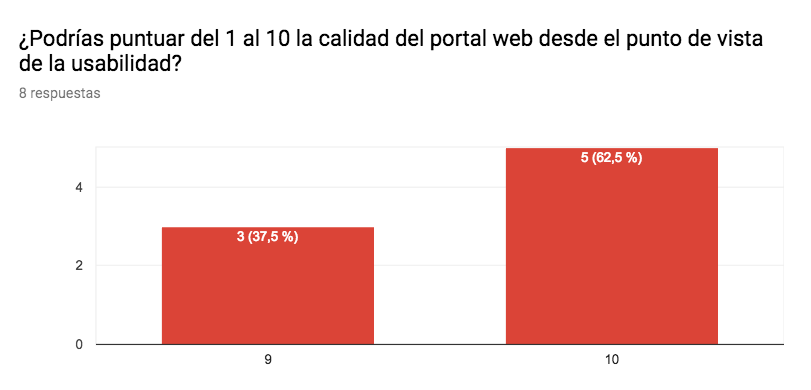 ¿Podrías puntuar del 1 al 10 la calidad del portal web desde el punto de vista
de la usabilidad?
8 respuestas
5 (62,5 %)
4
3 (37,5 %)
2
0
9
10